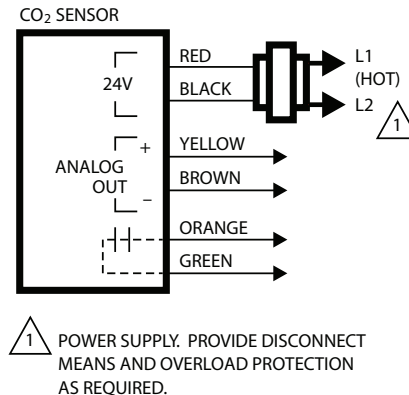 CO₂ SENSOR
RED
L1
(HOT)
24V
BLACK
L2
1
+
YELLOW
ANALOG
OUT
BROWN
–
ORANGE
GREEN
1 POWER SUPPLY. PROVIDE DISCONNECT
MEANS AND OVERLOAD PROTECTION
AS REQUIRED.